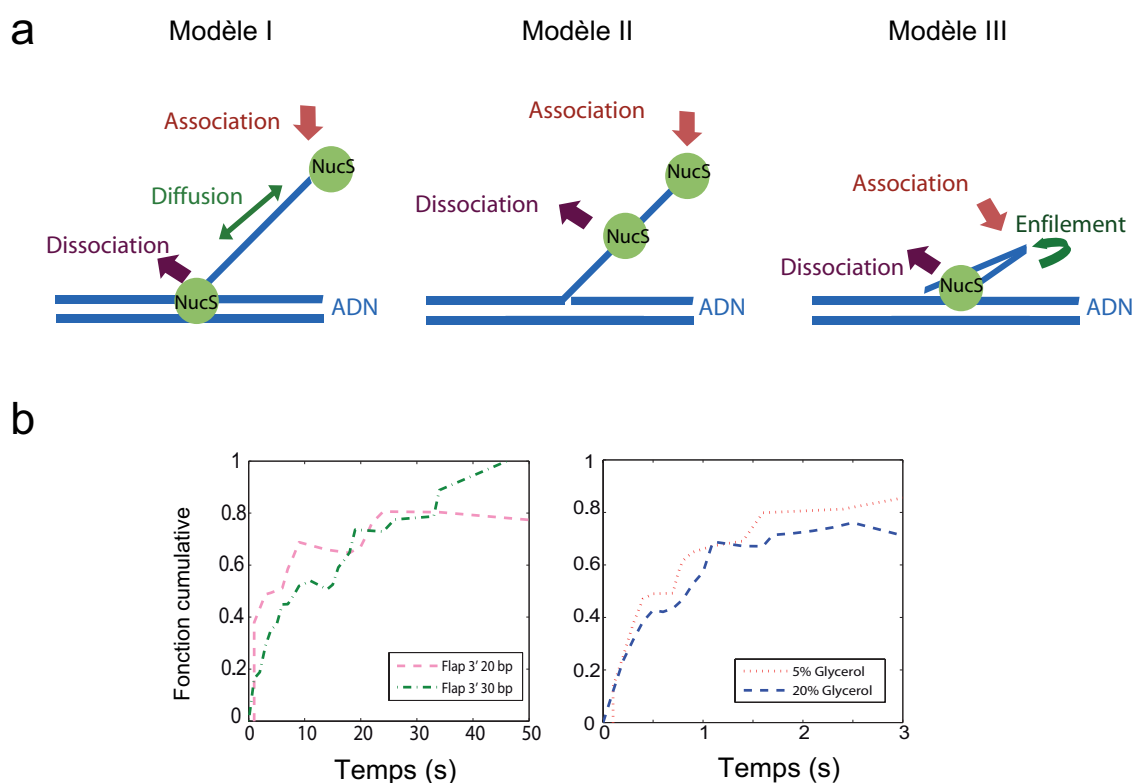 a
Modèle I
Modèle II
Modèle III
Association
NucS
Diffusion
Dissociation
NucS
ADN
Association
NucS
Dissociation
NucS
Association
Enfilement
Dissociation
NucS
ADN
b
Fonction cumulative
1
0.8
0.6
0.4
0.2
0
0 10 20 30 40 50
Temps (s)
Flap 3' 20 bp
Flap 3' 30 bp
1
0.8
0.6
0.4
0.2
0
0 1 2 3
Temps (s)
5% Glycerol
20% Glycerol